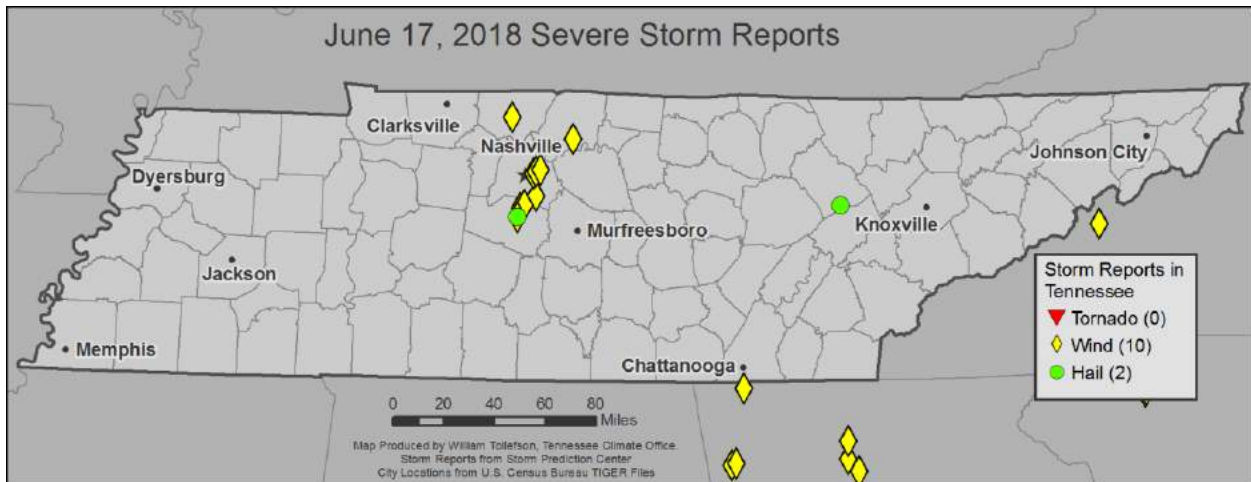 June 17, 2018 Severe Storm Reports
Clarksville
Nashville
Johnson City
Dyersburg
Knoxville
Murfreesboro
Jackson
Storm Reports in
Tennessee
Tornado (0)
Wind (10)
Hail (2)
Memphis
Chattanooga
0 20 40 80
Miles
Map Produced by William Tollefson, Tennessee Climate Office.
Storm Reports from Storm Prediction Center
City Locations from U.S. Census Bureau TIGER Files